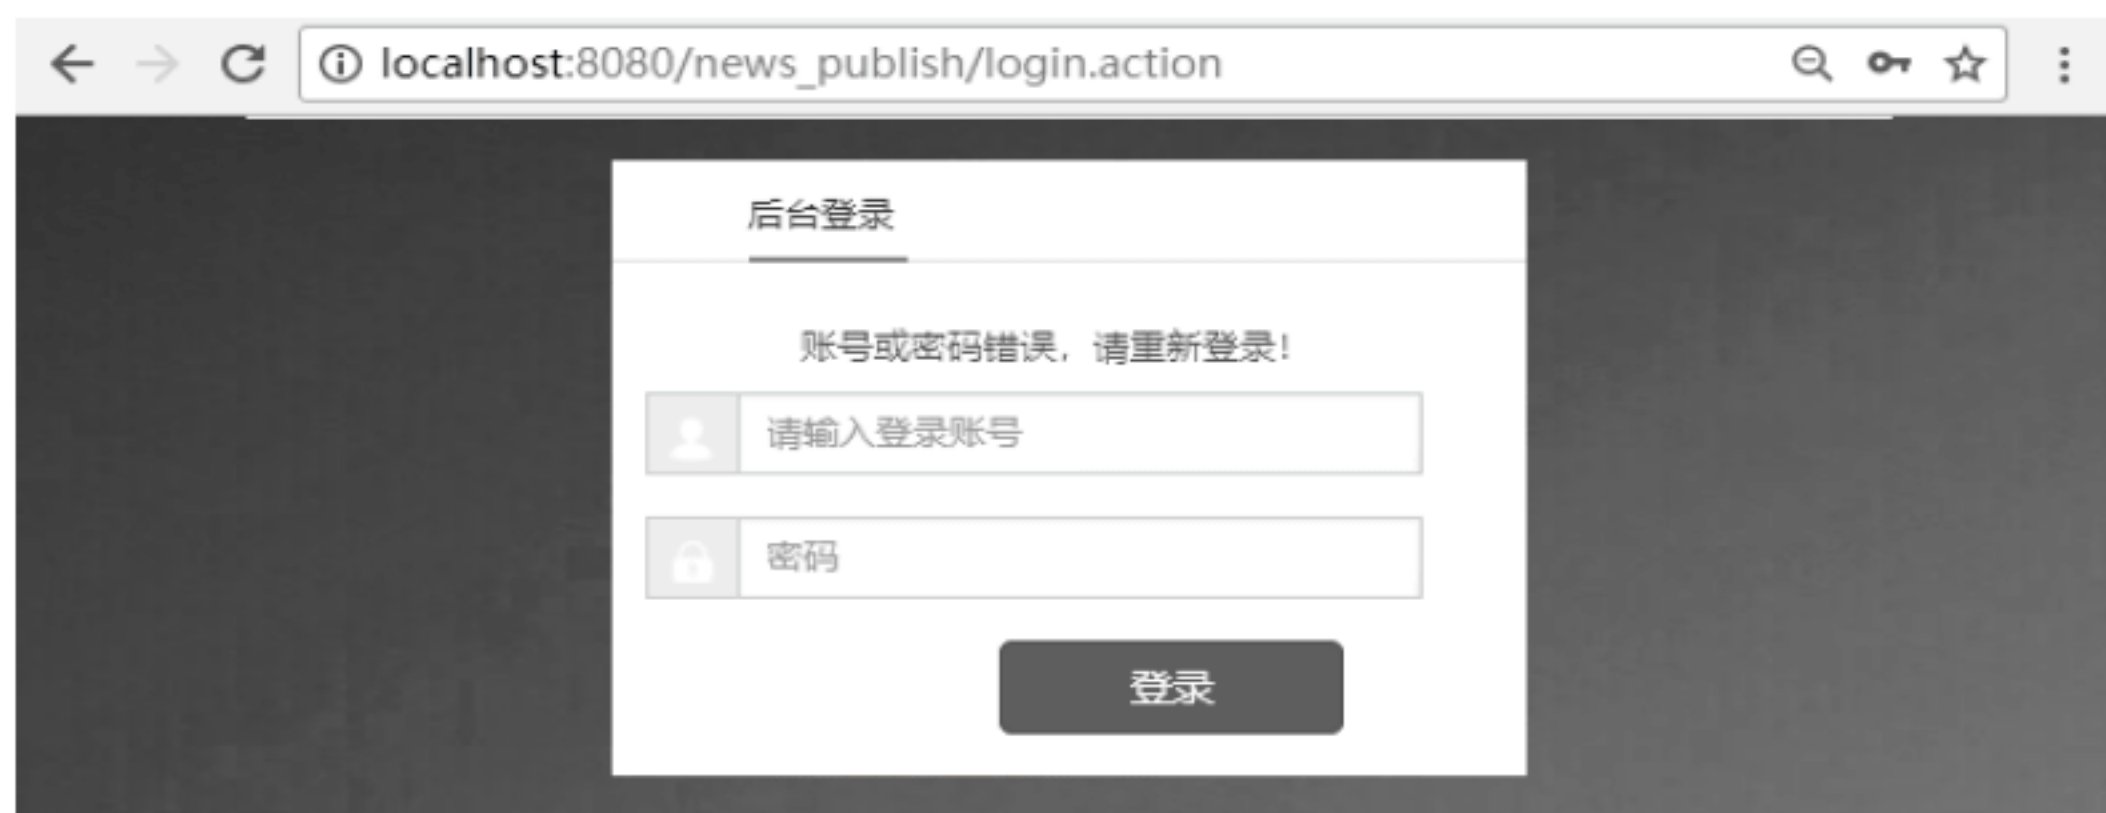 localhost:8080/news_publish/login.action
后台登录
账号或密码错误，请重新登录！
请输入登录账号
密码
登录